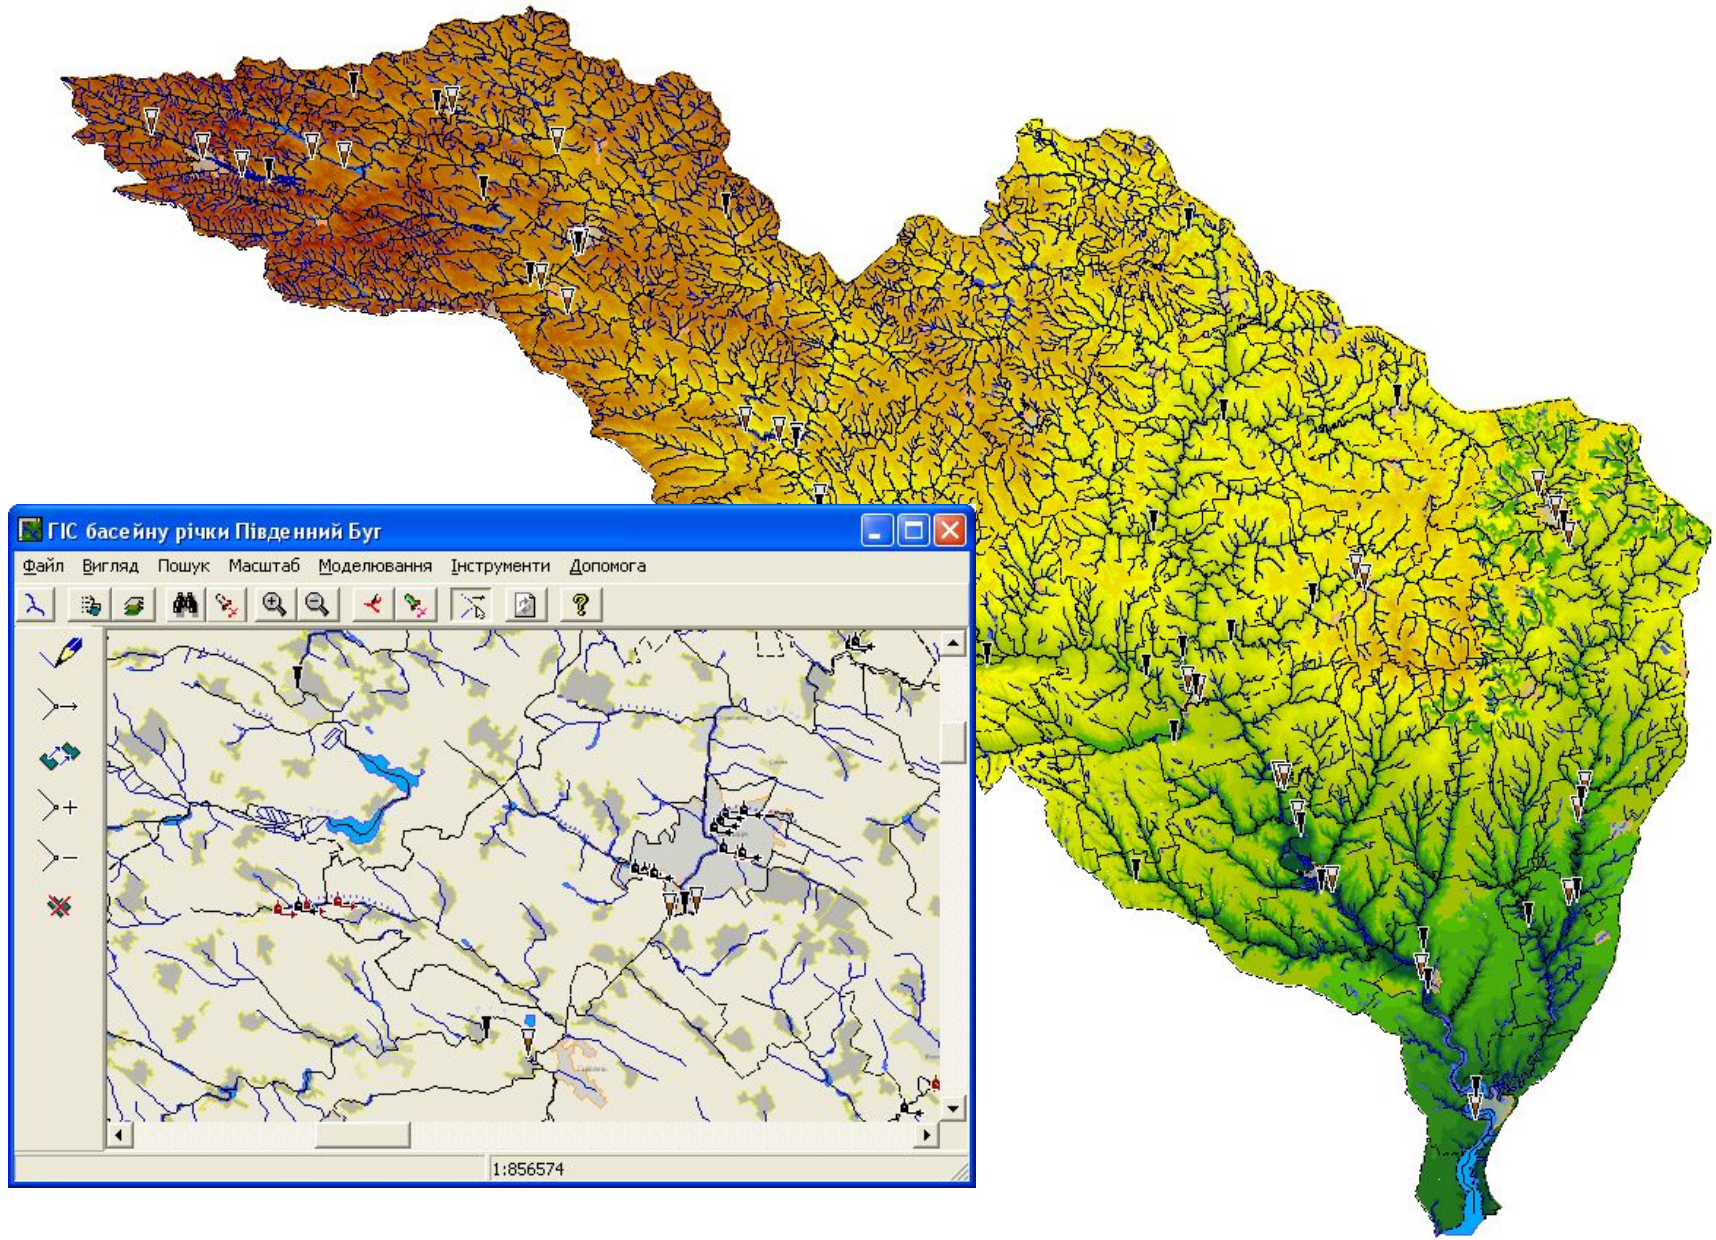 ГІС басейну річки Південний Буг
Файл Вигляд Пошук Масштаб Моделювання Інструменти Допомога
1:856574